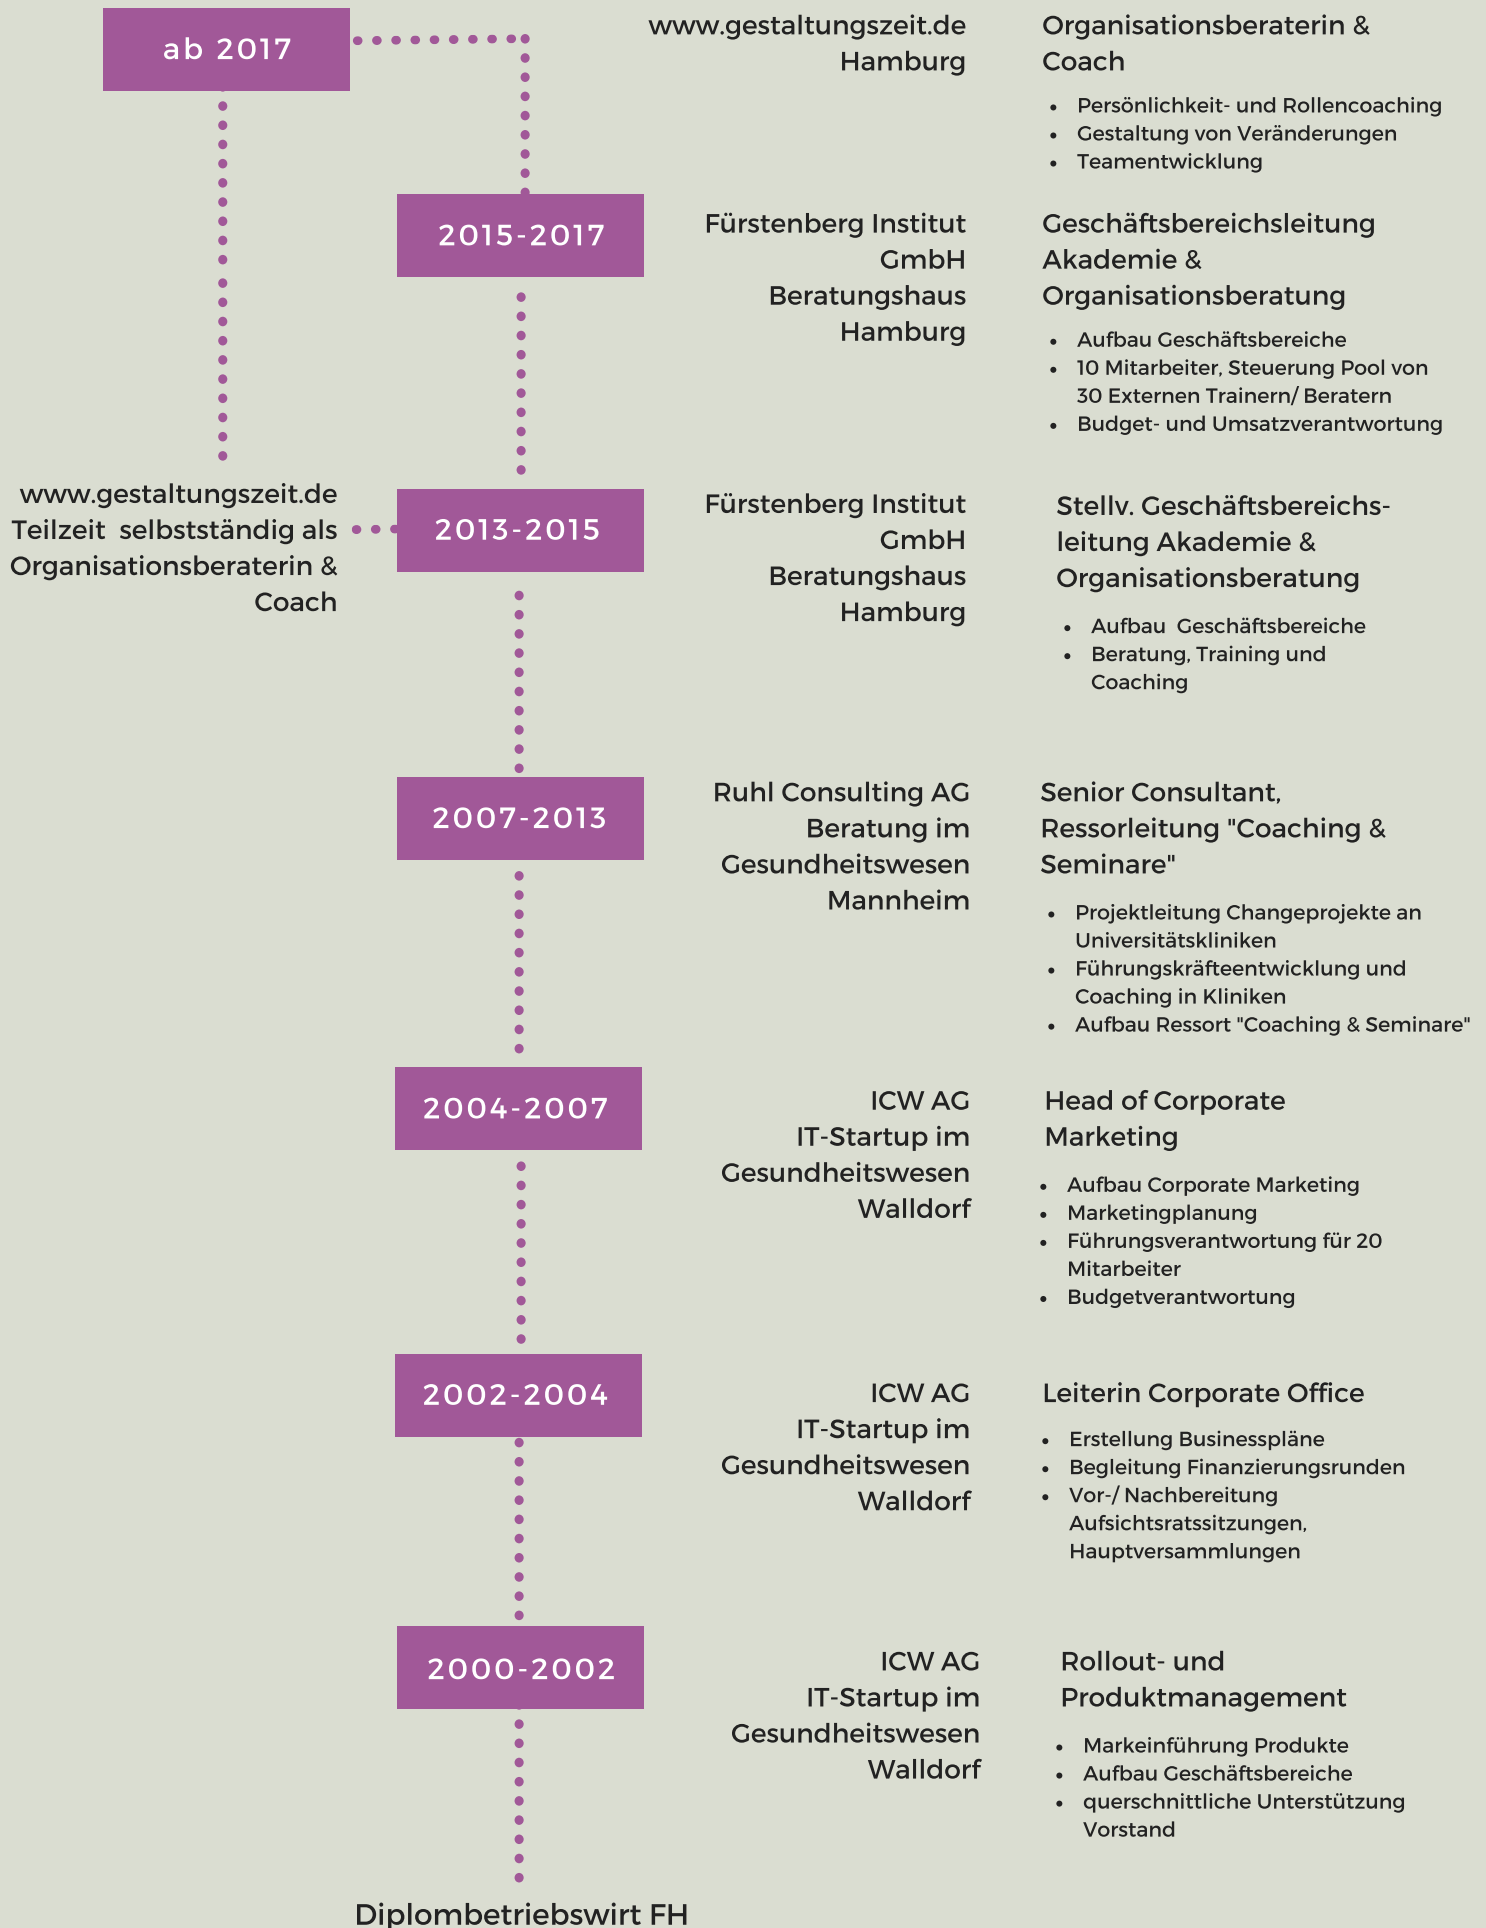 ab 2017
www.gestaltungszeit.de
Hamburg
Organisationsberaterin &
Coach
• Persönlichkeit- und Rollencoaching
• Gestaltung von Veränderungen
• Teamentwicklung
2015-2017
Fürstenberg Institut
GmbH
Beratungshaus
Hamburg
Geschäftsbereichsleitung
Akademie &
Organisationsberatung
• Aufbau Geschäftsbereiche
• 10 Mitarbeiter, Steuerung Pool von
30 Externen Trainern/ Beratern
• Budget- und Umsatzverantwortung
www.gestaltungszeit.de
Teilzeit selbstständig als
Organisationsberaterin &
Coach
2013-2015
Fürstenberg Institut
GmbH
Beratungshaus
Hamburg
Stellv. Geschäftsbereichs-
leitung Akademie &
Organisationsberatung
• Aufbau Geschäftsbereiche
• Beratung, Training und
Coaching
2007-2013
Ruhl Consulting AG
Beratung im
Gesundheitswesen
Mannheim
Senior Consultant,
Ressorleitung "Coaching &
Seminare"
• Projektleitung Changeprojekte an
Universitätskliniken
• Führungskräfteentwicklung und
Coaching in Kliniken
• Aufbau Ressort "Coaching & Seminare"
2004-2007
ICW AG
IT-Startup im
Gesundheitswesen
Walldorf
Head of Corporate
Marketing
• Aufbau Corporate Marketing
• Marketingplanung
• Führungsverantwortung für 20
Mitarbeiter
• Budgetverantwortung
2002-2004
ICW AG
IT-Startup im
Gesundheitswesen
Walldorf
Leiterin Corporate Office
• Erstellung Businesspläne
• Begleitung Finanzierungsrunden
• Vor-/ Nachbereitung
Aufsichtsratssitzungen,
Hauptversammlungen
2000-2002
ICW AG
IT-Startup im
Gesundheitswesen
Walldorf
Rollout- und
Produktmanagement
• Markeinführung Produkte
• Aufbau Geschäftsbereiche
• querschnittliche Unterstützung
Vorstand
Diplombetriebswirt FH